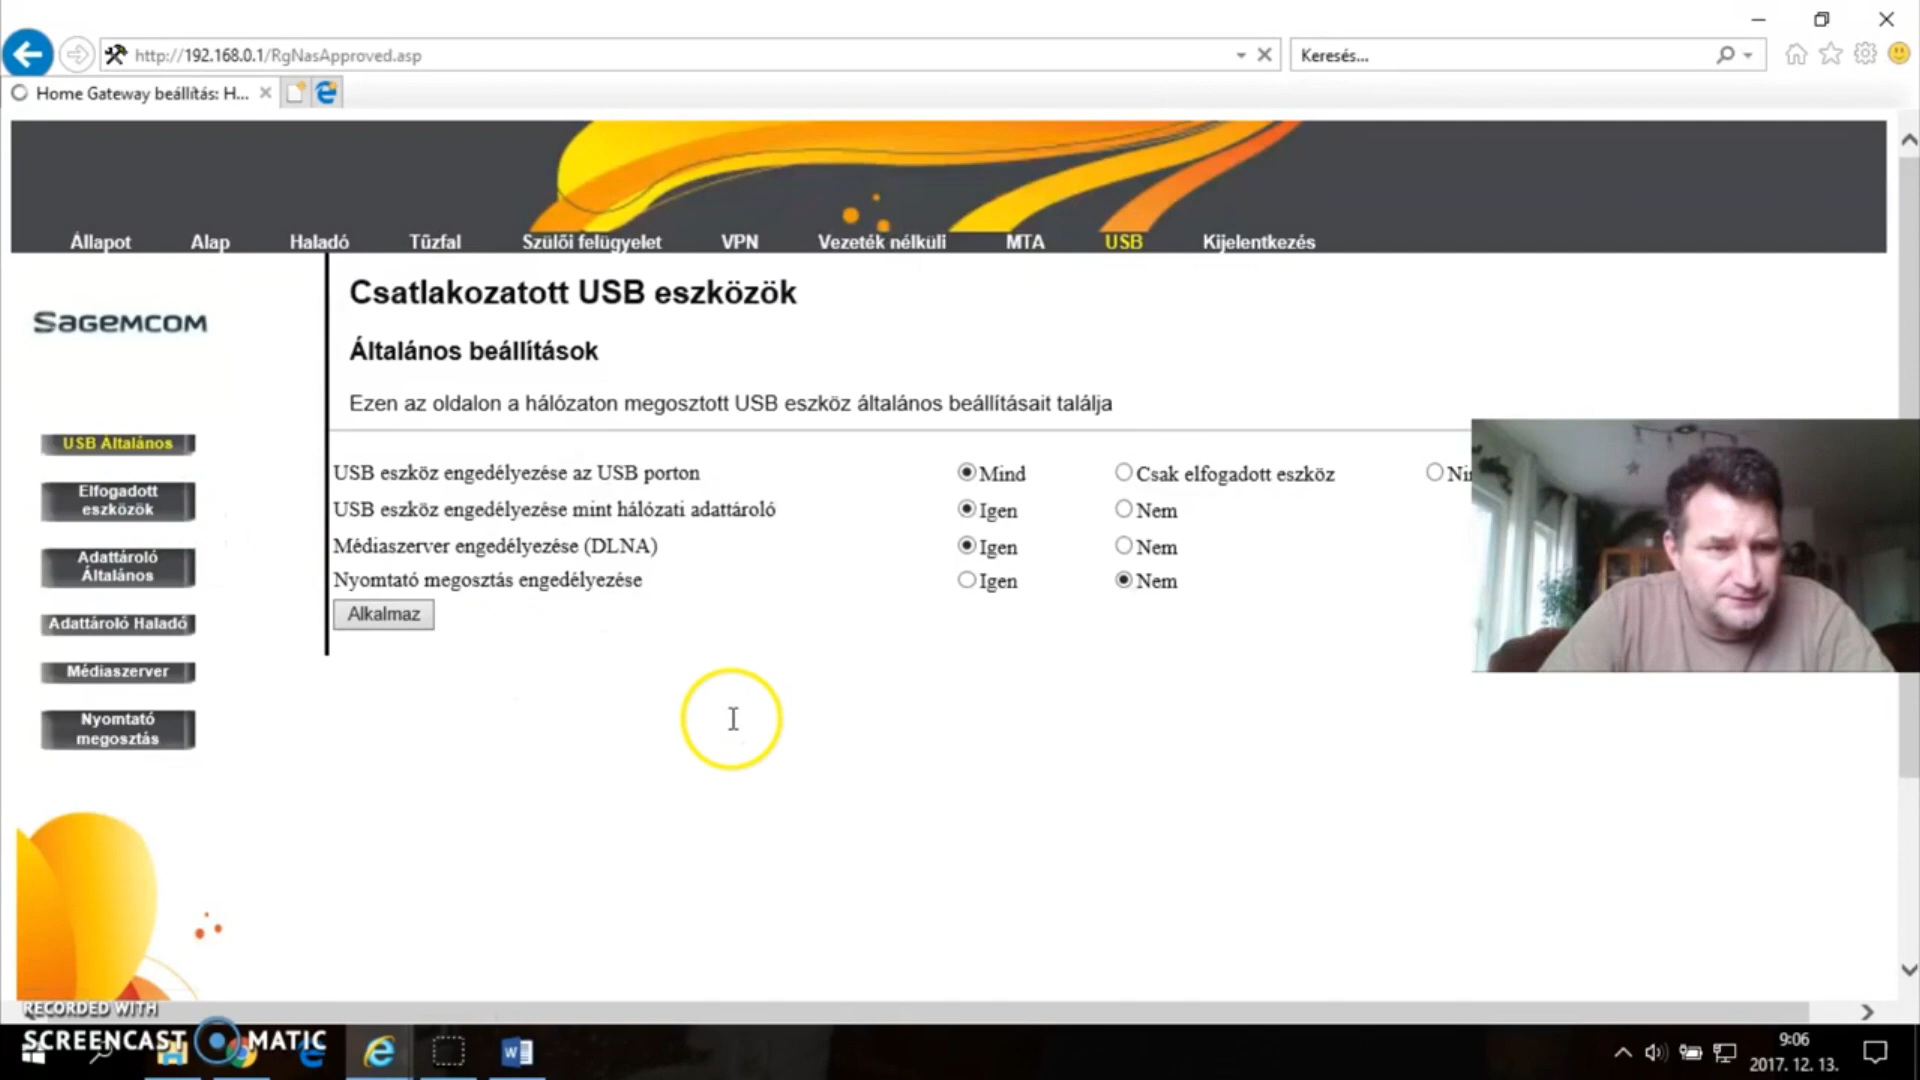 http://192.168.0.1/RgNasApproved.asp
Keresés...
Home Gateway beállítás: H...
Állapot Alap Haladó Tűzfal Szülői felügyelet VPN Vezeték nélküli MTA USB Kijelentkezés
SAGEMCOM
Csatlakozatott USB eszközök
Általános beállítások
Ezen az oldalon a hálózaton megosztott USB eszköz általános beállításait találja
USB Általános
Elfogadott
eszközök
Adattároló
Általános
Adattároló Haladó
Médiaszerver
Nyomtató
megosztás
USB eszköz engedélyezése az USB porton Mind Csak elfogadott eszköz
USB eszköz engedélyezése mint hálózati adattároló Igen Nem
Médiaszerver engedélyezése (DLNA) Igen Nem
Nyomtató megosztás engedélyezése Igen Nem
Alkalmaz
RECORDED WITH
SCREENCAST MATIC
9:06
2017. 12. 13.